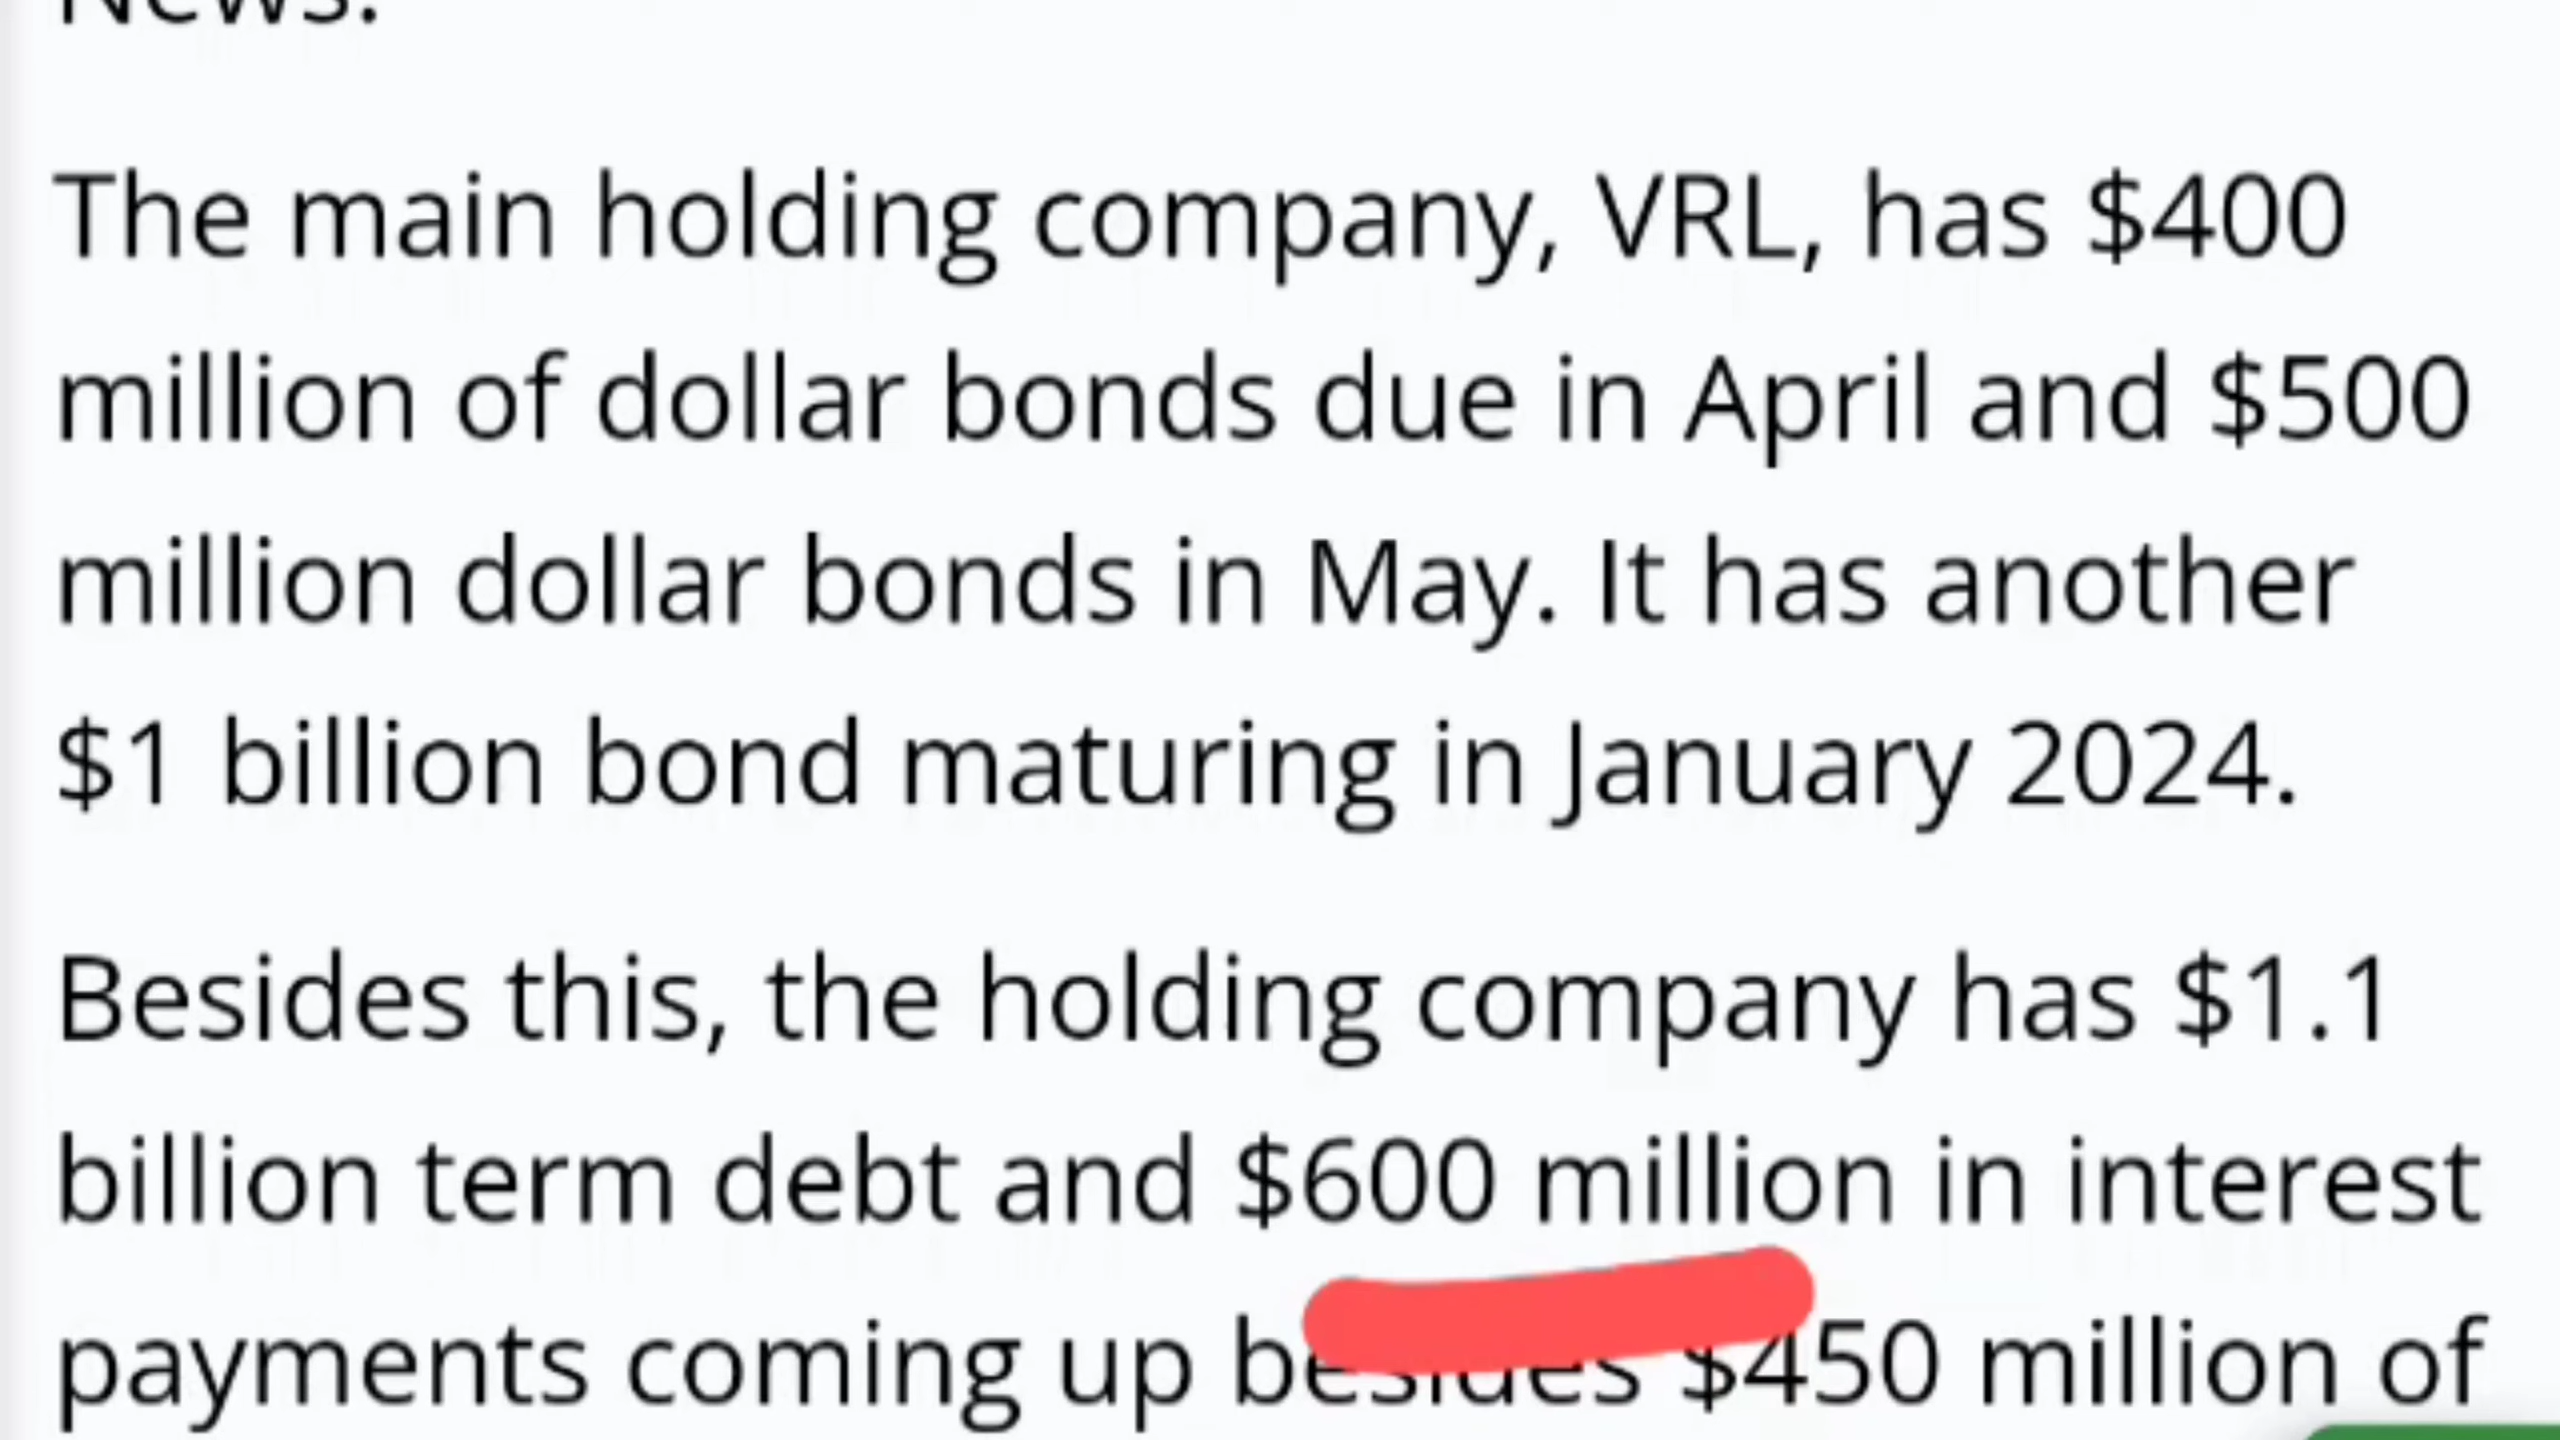 News.
The main holding company, VRL, has $400
million of dollar bonds due in April and $500
million dollar bonds in May. It has another
$1 billion bond maturing in January 2024.
Besides this, the holding company has $1.1
billion term debt and $600 million in interest
payments coming up besides $450 million of